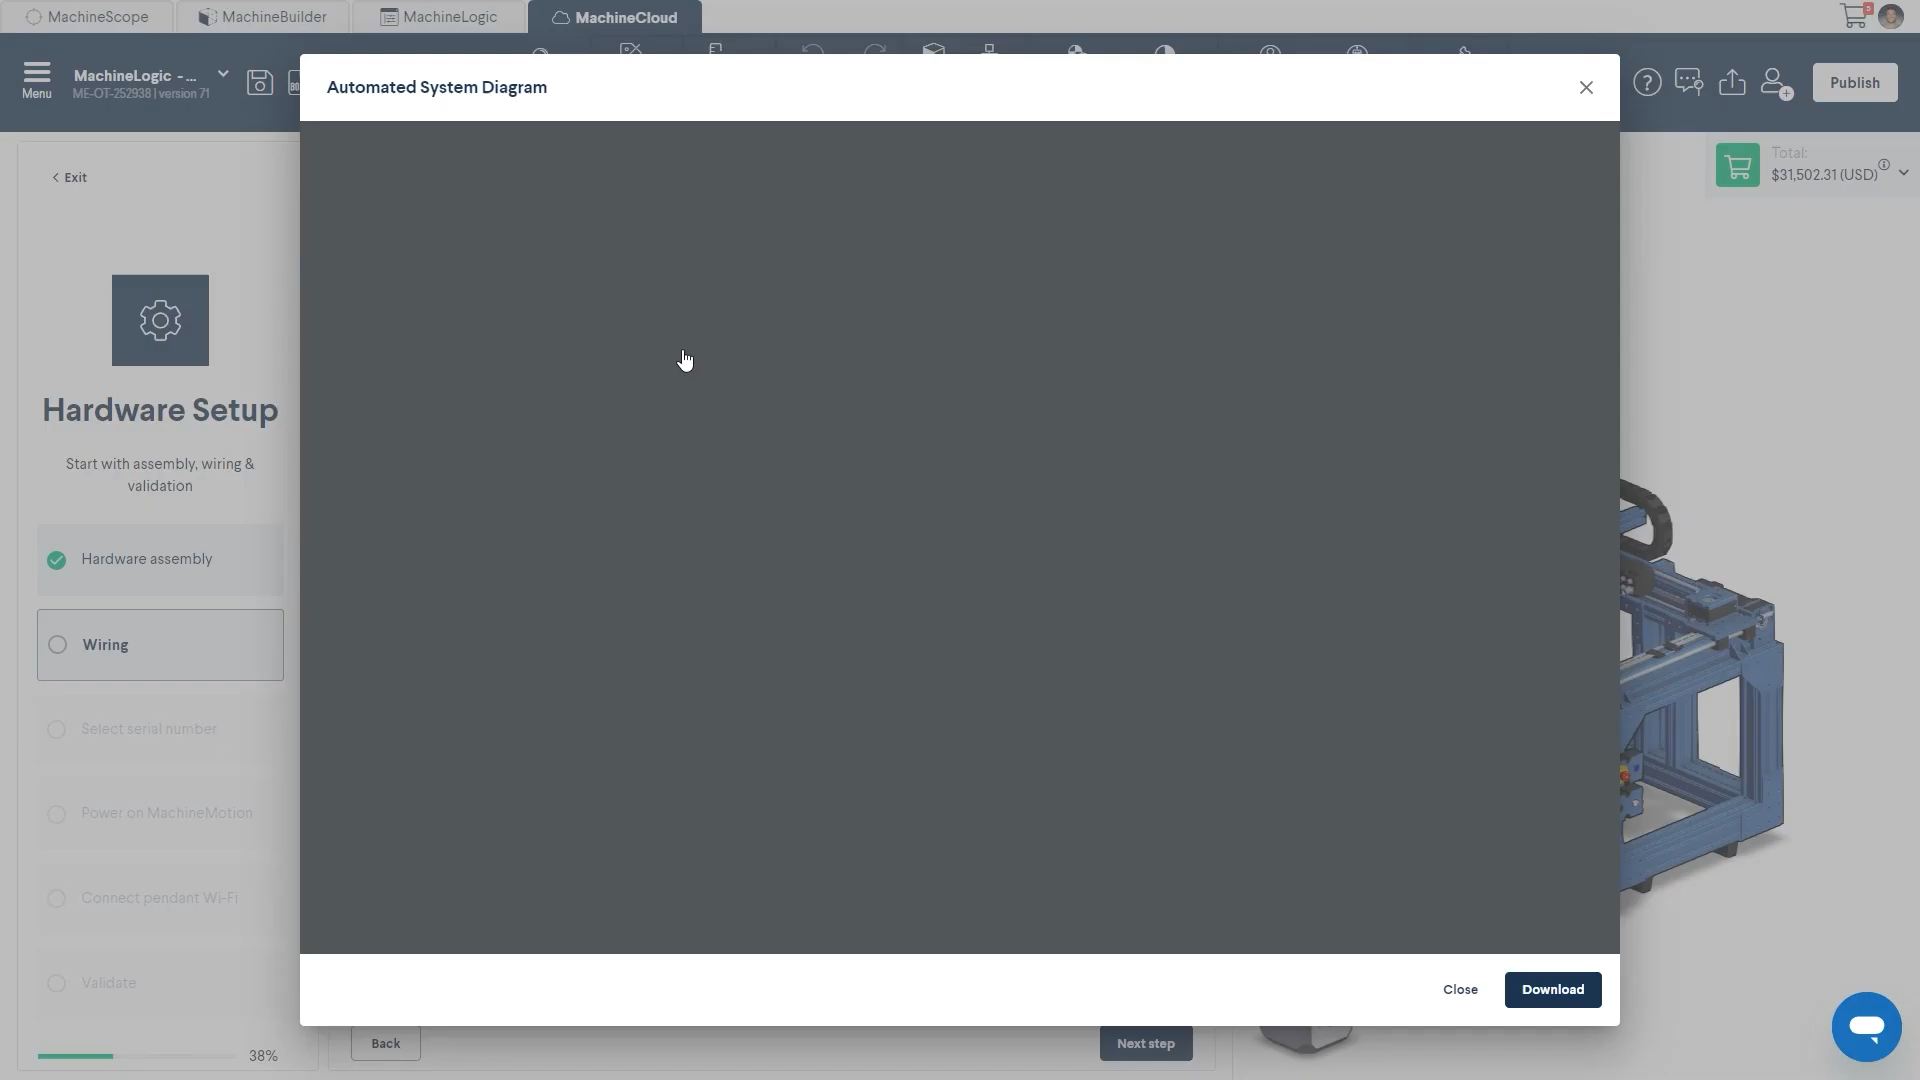 MachineScope
MachineBuilder
MachineLogic
MachineCloud
5
Menu
MachineLogic - ...
ME-OT-252938 | version 71
Publish
Automated System Diagram
Total:
$31,502.31 (USD)
Exit
Hardware Setup
Start with assembly, wiring &
validation
Hardware assembly
Wiring
Select serial number
Power on MachineMotion
Connect pendant Wi-Fi
Validate
38%
Close
Download
Back
Next step